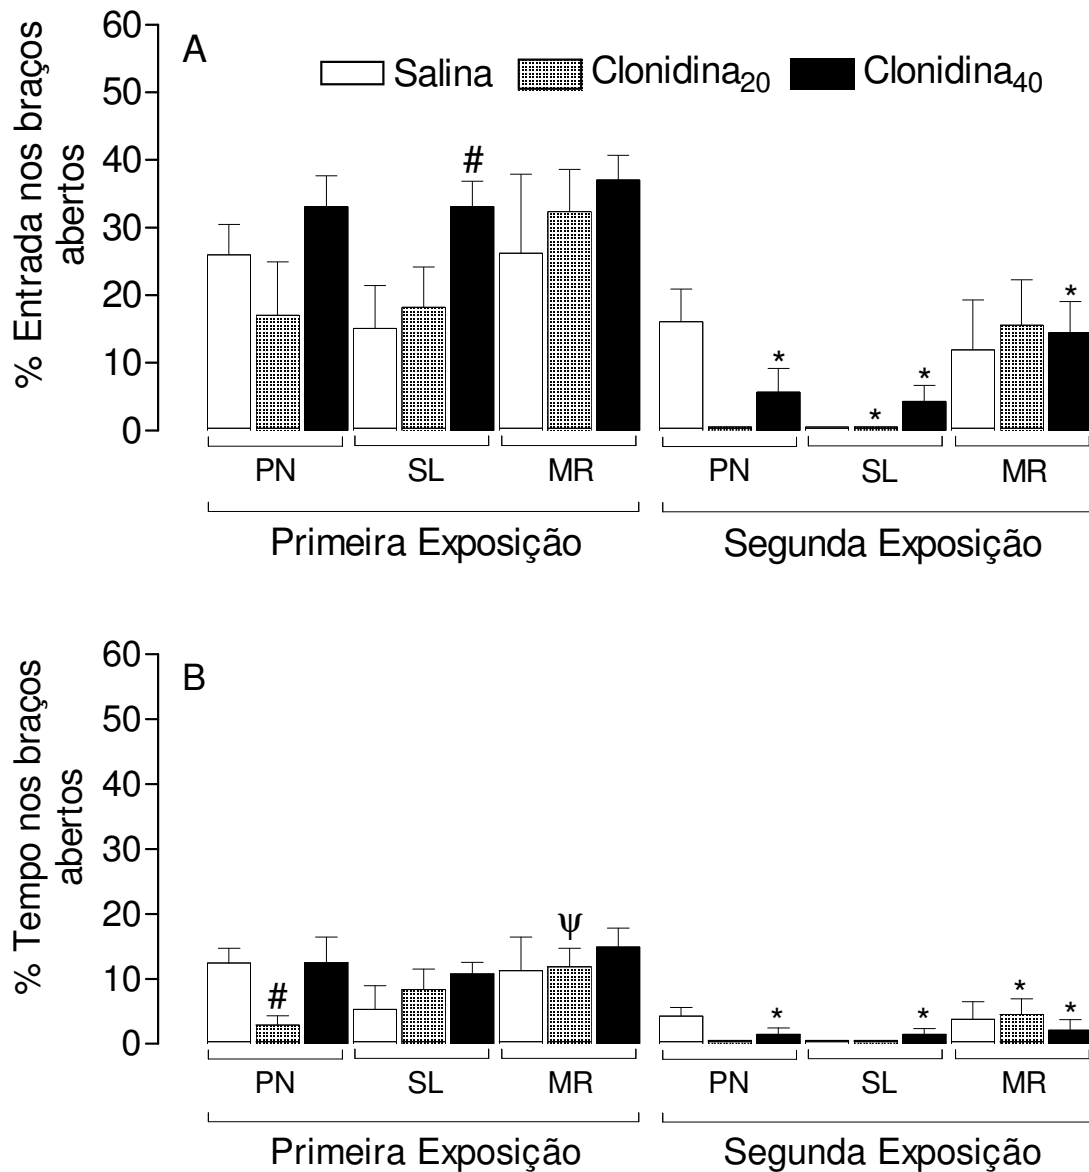 A
Salina Clonidina20 Clonidina40
% Entrada nos braços
abertos
60
50
40
30
20
10
0
#
*
*
*
*
PN SL MR PN SL MR
Primeira Exposição Segunda Exposição
B
% Tempo nos braços
abertos
60
50
40
30
20
10
0
#
ψ
*
*
*
*
PN SL MR PN SL MR
Primeira Exposição Segunda Exposição